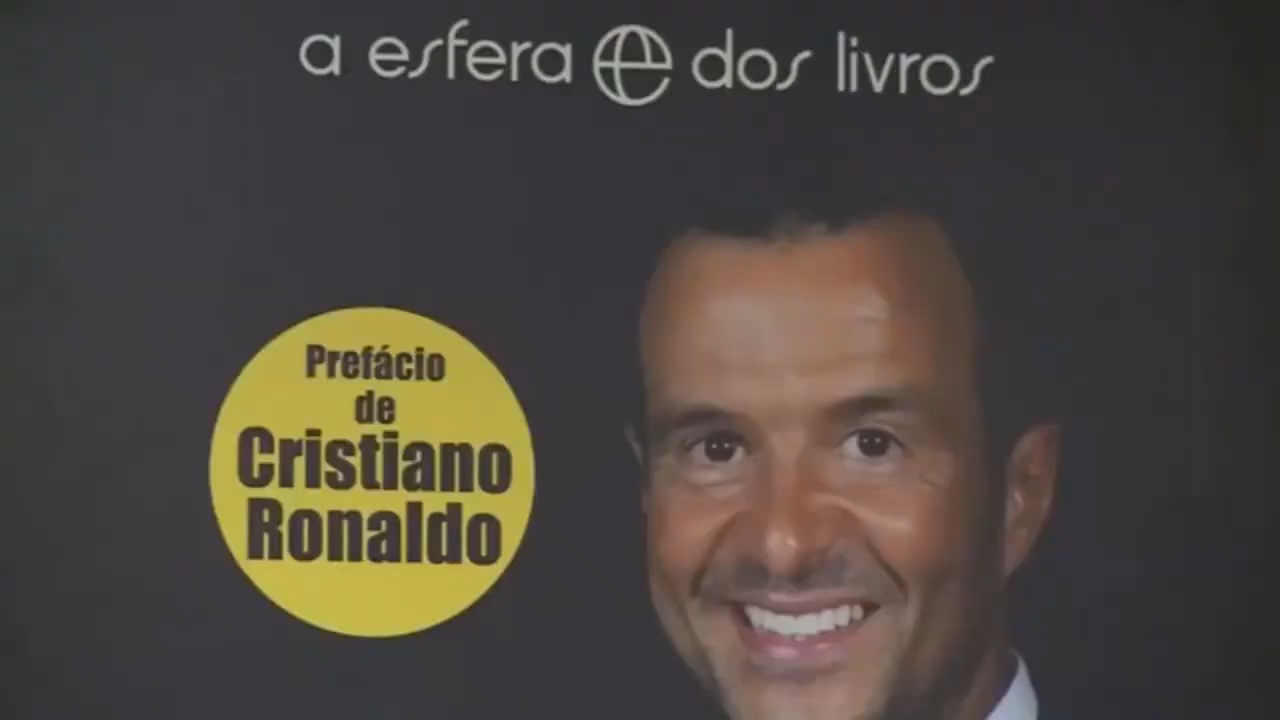 a esfera dos livros
Prefácio
de
Cristiano
Ronaldo